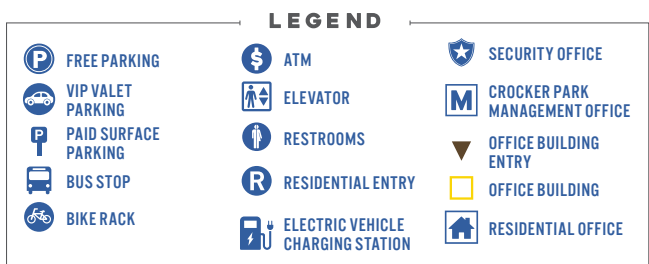 LEGEND
P FREE PARKING
VIP VALET
PARKING
P PAID SURFACE
PARKING
BUS STOP
BIKE RACK
$ ATM
ELEVATOR
RESTROOMS
R RESIDENTIAL ENTRY
ELECTRIC VEHICLE
CHARGING STATION
SECURITY OFFICE
M CROCKER PARK
MANAGEMENT OFFICE
OFFICE BUILDING
ENTRY
OFFICE BUILDING
RESIDENTIAL OFFICE